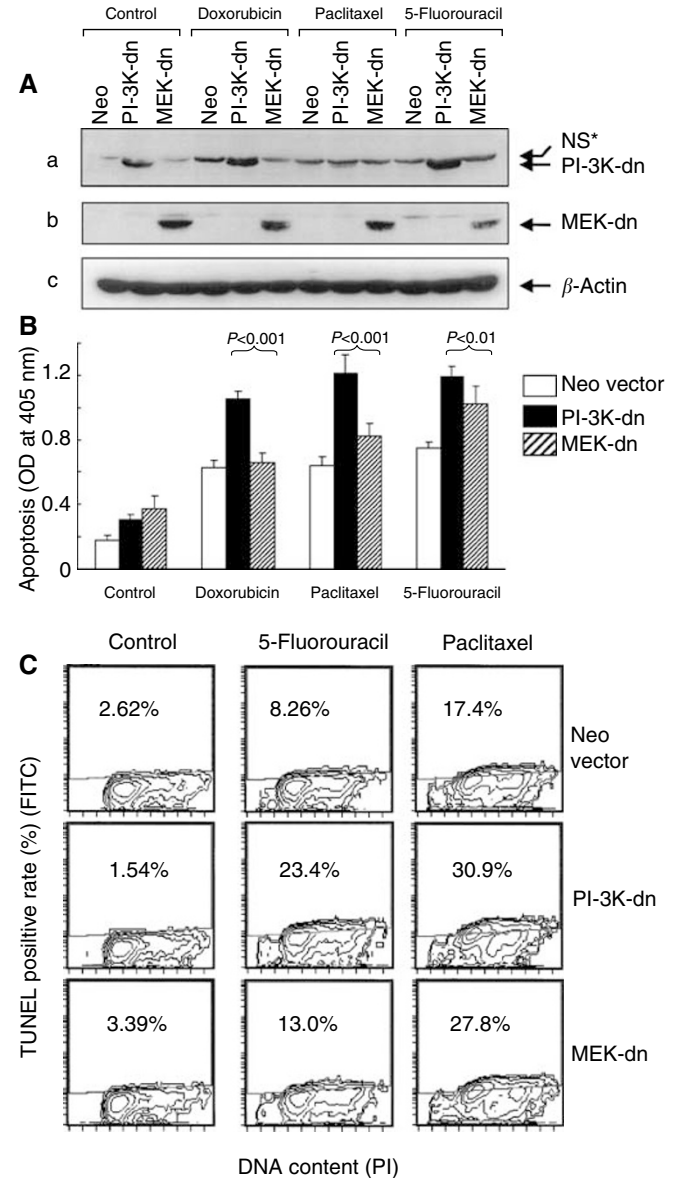 Control Doxorubicin Paclitaxel 5-Fluorouracil
A
Neo PI-3K-dn MEK-dn Neo PI-3K-dn MEK-dn Neo PI-3K-dn MEK-dn Neo PI-3K-dn MEK-dn
a
NS*
PI-3K-dn
b
MEK-dn
c
β-Actin
B
P<0.001 P<0.001 P<0.01
Apoptosis (OD at 405 nm)
1.2
0.8
0.4
0
Neo vector
PI-3K-dn
MEK-dn
Control Doxorubicin Paclitaxel 5-Fluorouracil
C
Control 5-Fluorouracil Paclitaxel
TUNEL positilve rate (%) (FITC)
2.62% 8.26% 17.4%
Neo
vector
1.54% 23.4% 30.9%
PI-3K-dn
3.39% 13.0% 27.8%
MEK-dn
DNA content (PI)